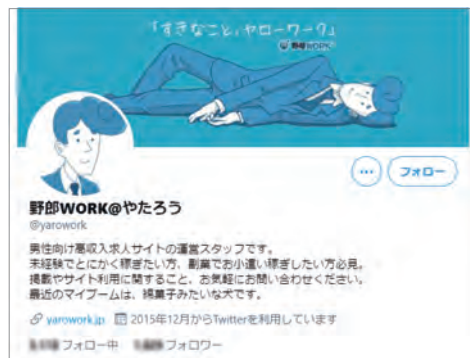 「すきなこと、ヤローワーク」
野郎WORK
…
フォロー
野郎WORK@やたろう
@yarowork
男性向け高収入求人サイトの運営スタッフです。
未経験でとにかく稼ぎたい方、副業でお小遣い稼ぎしたい方必見。
掲載やサイト利用に関すること、お気軽にお問い合わせください。
最近のマイブームは、綿菓子みたいな犬です。
yarowork.jp 2015年12月からTwitterを利用しています
フォロー中 フォロワー